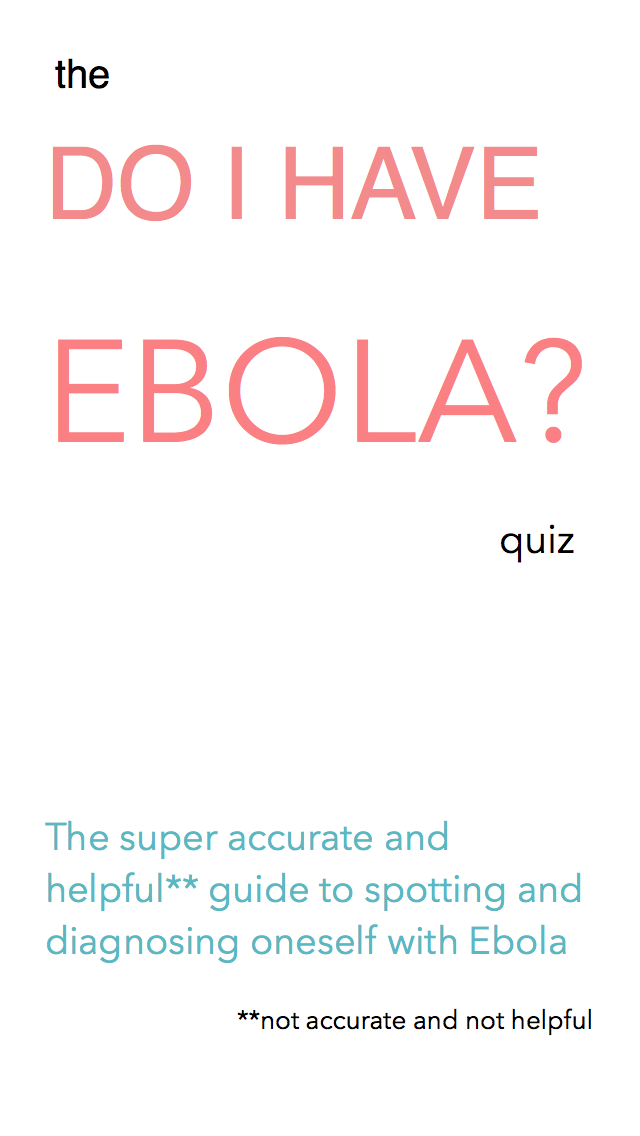 the
DO I HAVE
EBOLA?
quiz
The super accurate and
helpful** guide to spotting and
diagnosing oneself with Ebola
**not accurate and not helpful